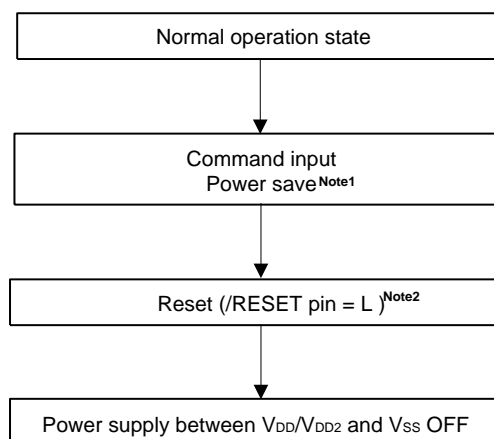 Normal operation state
Command input
Power save Note1
Reset (/RESET pin = L ) Note2
Power supply between VDD/VDD2 and VSS OFF